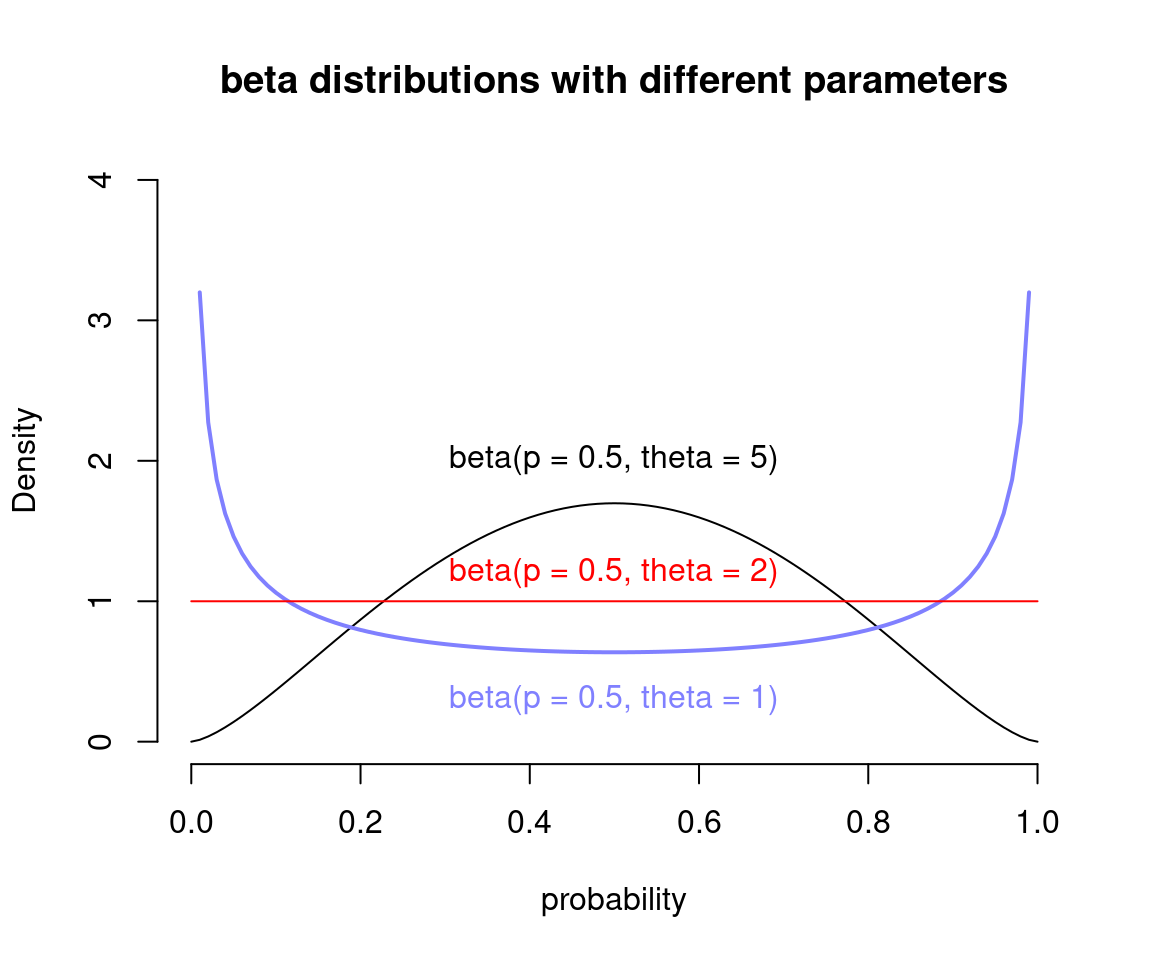 beta distributions with different parameters
4
3
2
1
0
Density
beta(p = 0.5, theta = 5)
beta(p = 0.5, theta = 2)
beta(p = 0.5, theta = 1)
0.0 0.2 0.4 0.6 0.8 1.0
probability